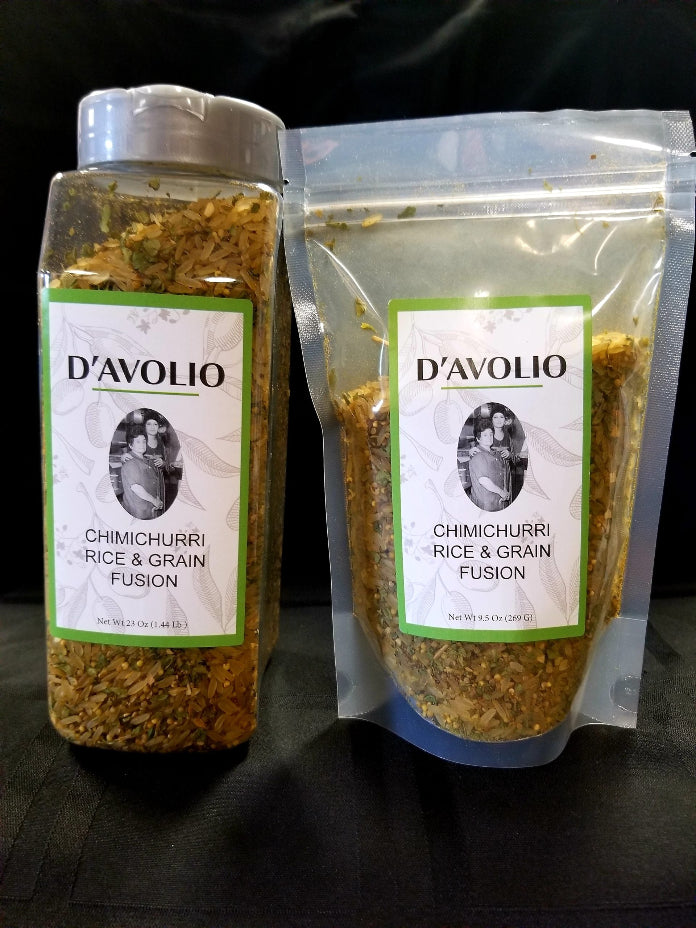 D'AVOLIO
CHIMICHURRI
RICE & GRAIN
FUSION
Net Wt 23 Oz (1.44 Lb )
D'AVOLIO
CHIMICHURRI
RICE & GRAIN
FUSION
Net Wt 9.5 Oz (269 G)